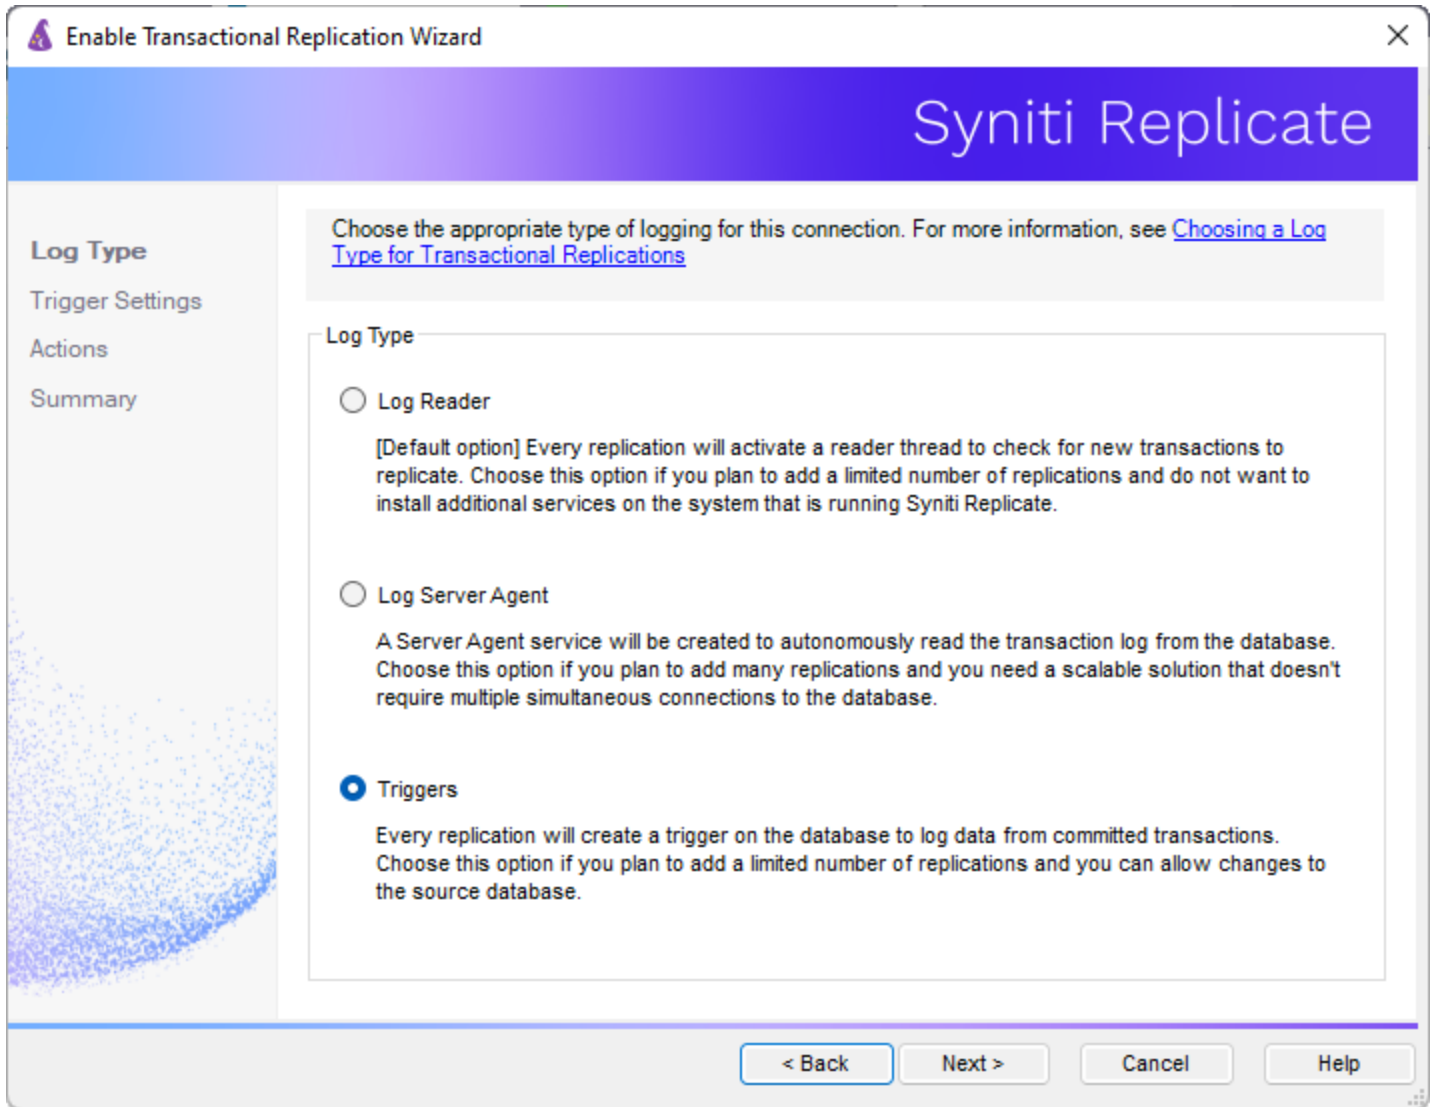 Enable Transactional Replication Wizard
Syniti Replicate
Log Type
Trigger Settings
Actions
Summary
Choose the appropriate type of logging for this connection. For more information, see Choosing a Log
Type for Transactional Replications
Log Type
Log Reader
[Default option] Every replication will activate a reader thread to check for new transactions to
replicate. Choose this option if you plan to add a limited number of replications and do not want to
install additional services on the system that is running Syniti Replicate.
Log Server Agent
A Server Agent service will be created to autonomously read the transaction log from the database.
Choose this option if you plan to add many replications and you need a scalable solution that doesn't
require multiple simultaneous connections to the database.
Triggers
Every replication will create a trigger on the database to log data from committed transactions.
Choose this option if you plan to add a limited number of replications and you can allow changes to
the source database.
< Back
Next >
Cancel
Help